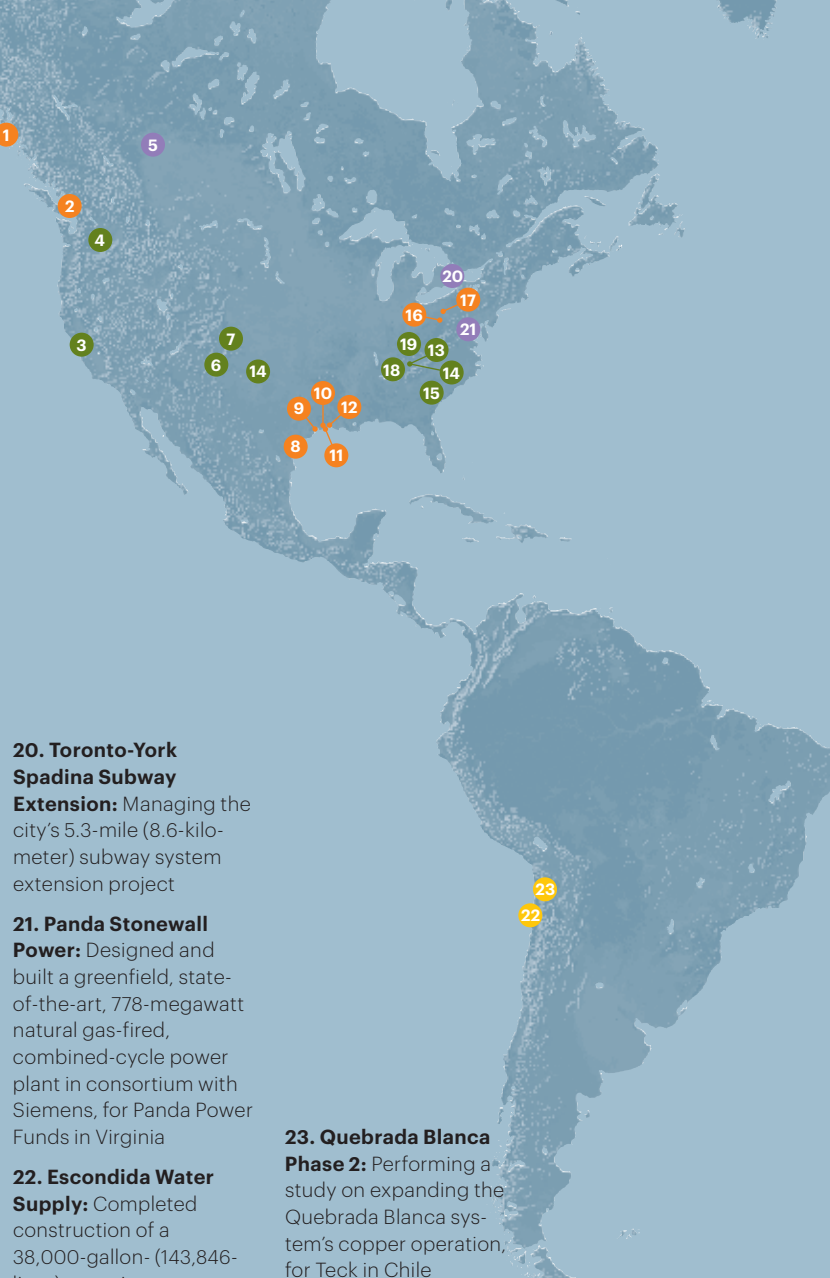 1
5
2
4
20
17
16
21
3
7
19
13
6
14
18
14
10
15
9
12
8
11
23
22
20. Toronto-York
Spadina Subway
Extension: Managing the
city's 5.3-mile (8.6-kilo-
meter) subway system
extension project
21. Panda Stonewall
Power: Designed and
built a greenfield, state-
of-the-art, 778-megawatt
natural gas-fired,
combined-cycle power
plant in consortium with
Siemens, for Panda Power
Funds in Virginia
22. Escondida Water
Supply: Completed
construction of a
38,000-gallon- (143,846-
23. Quebrada Blanca
Phase 2: Performing a
study on expanding the
Quebrada Blanca sys-
tem's copper operation,
for Teck in Chile